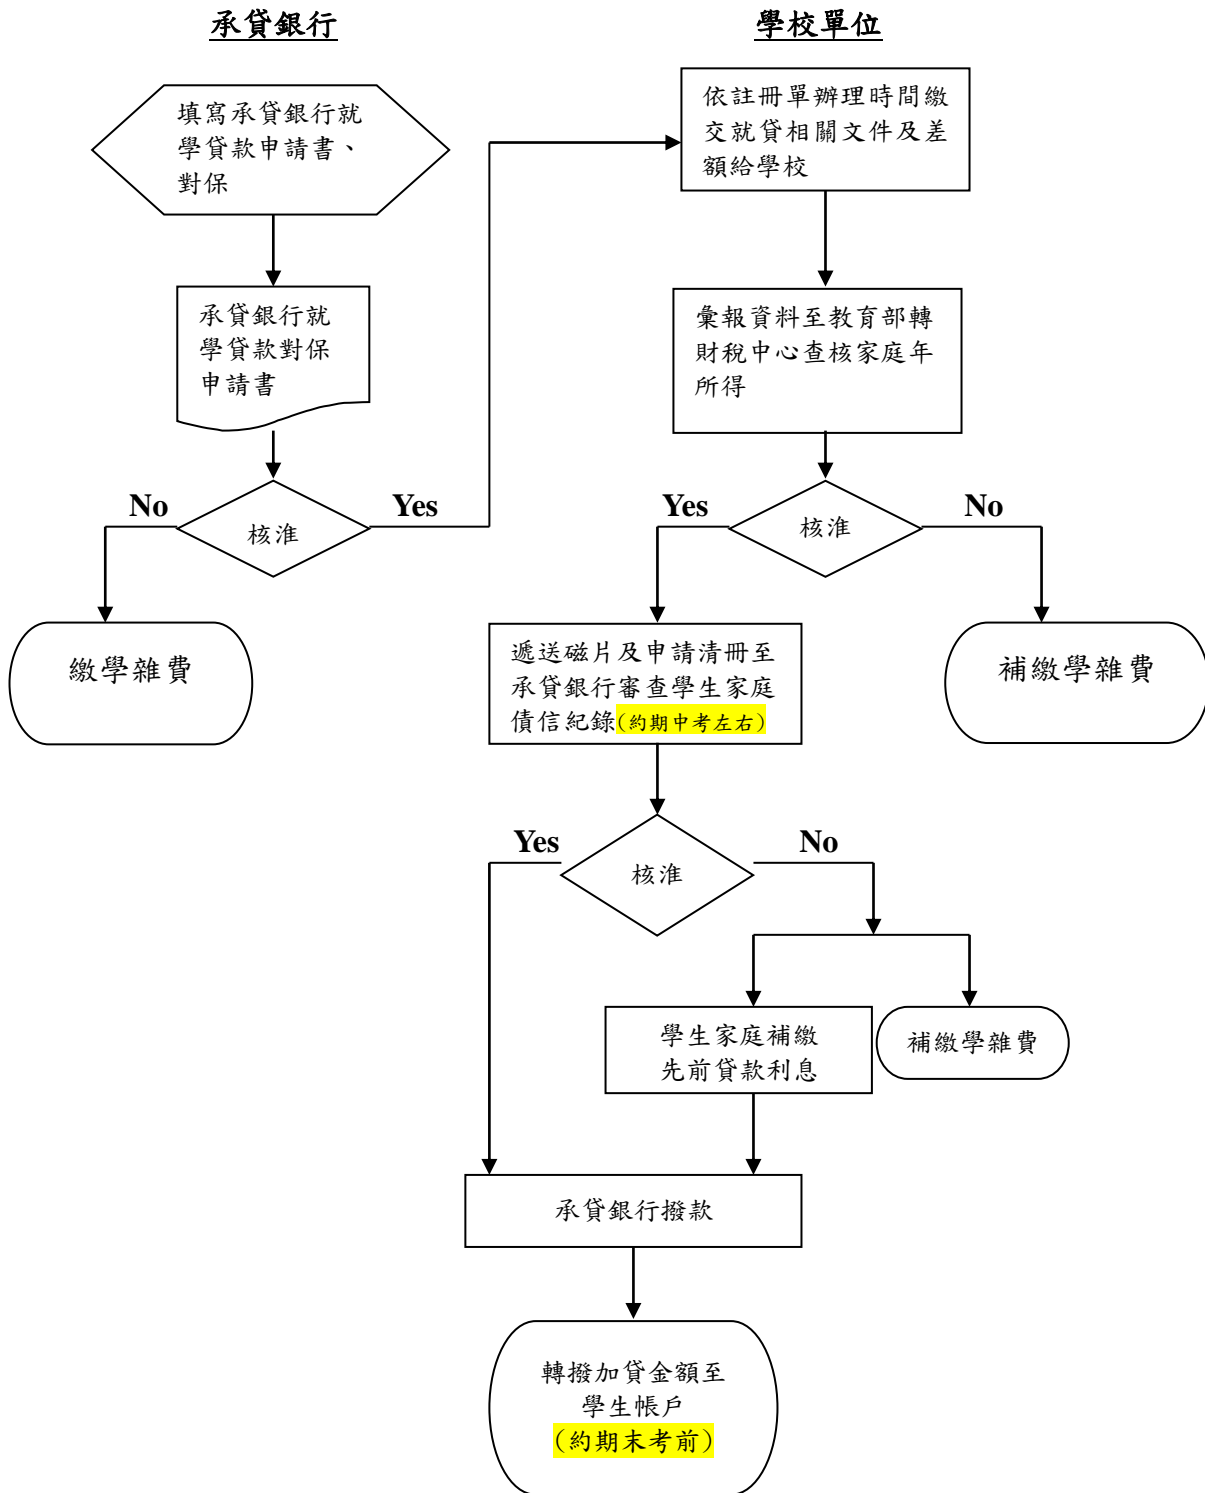 承貸銀行
學校單位
填寫承貸銀行就
學貸款申請書、
對保
依註冊單辦理時間繳
交就貸相關文件及差
額給學校
承貸銀行就
學貸款對保
申請書
彙報資料至教育部轉
財稅中心查核家庭年
所得
No
核准
Yes
Yes
核准
No
繳學雜費
遞送磁片及申請清冊至
承貸銀行審查學生家庭
債信紀錄(約期中考左右)
補繳學雜費
Yes
核准
No
學生家庭補繳
先前貸款利息
補繳學雜費
承貸銀行撥款
轉撥加貸金額至
學生帳戶
(約期末考前)